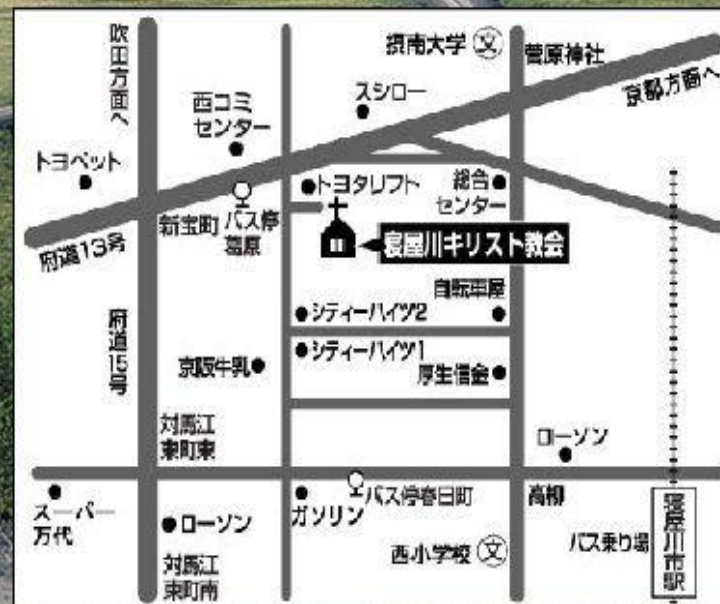 吹田方面へ
摂南大学 文
菅原神社
京都方面へ
西コミ
センター
スシロー
トヨペット
トヨタリフト
総合
センター
新宝町
バス停
葛原
府道13号
寝屋川キリスト教会
自転車屋
シティーハイツ2
府道15号
シティーハイツ1
京阪牛乳
厚生信金
対馬江
東町東
ローソン
スーパー
万代
ガソリン
バス停春日町
高柳
ローソン
対馬江
東町南
西小学校 文
バス乗り場
寝屋川市駅